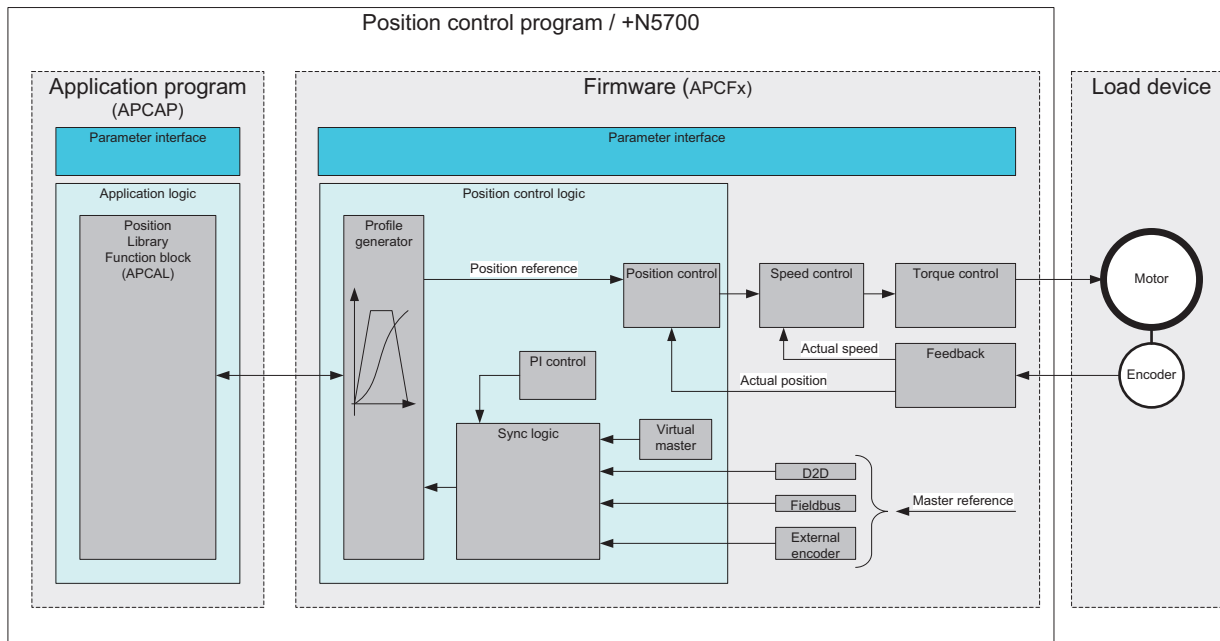 Position control program / +N5700
Application program
(APCAP)
Parameter interface
Application logic
Position
Library
Function block
(APCAL)
Firmware (APCFx)
Parameter interface
Position control logic
Profile
generator
Position reference
Position control
Speed control
Torque control
Actual speed
Feedback
Actual position
PI control
Sync logic
Virtual
master
D2D
Fieldbus
External
encoder
Master reference
Load device
Motor
Encoder